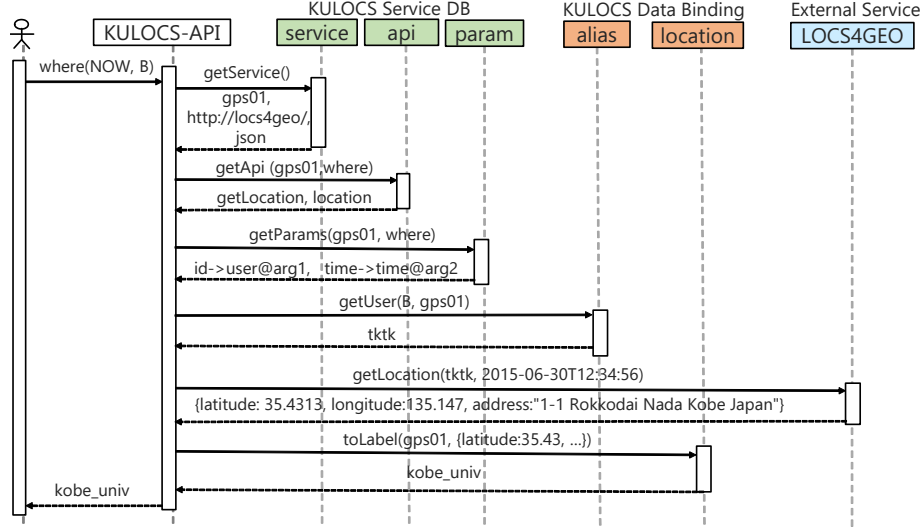 KULOCS Service DB
KULOCS Data Binding
External Service
KULOCS-API
service
api
param
alias
location
LOCS4GEO
where(NOW, B)
getService()
gps01,
http://locs4geo/,
json
getApi (gps01,where)
getLocation, location
getParams(gps01, where)
id->user@arg1, time->time@arg2
getUser(B, gps01)
tktk
getLocation(tktk, 2015-06-30T12:34:56)
{latitude: 35.4313, longitude:135.147, address:"1-1 Rokkodai Nada Kobe Japan"}
toLabel(gps01, {latitude:35.43, ...})
kobe_univ
kobe_univ